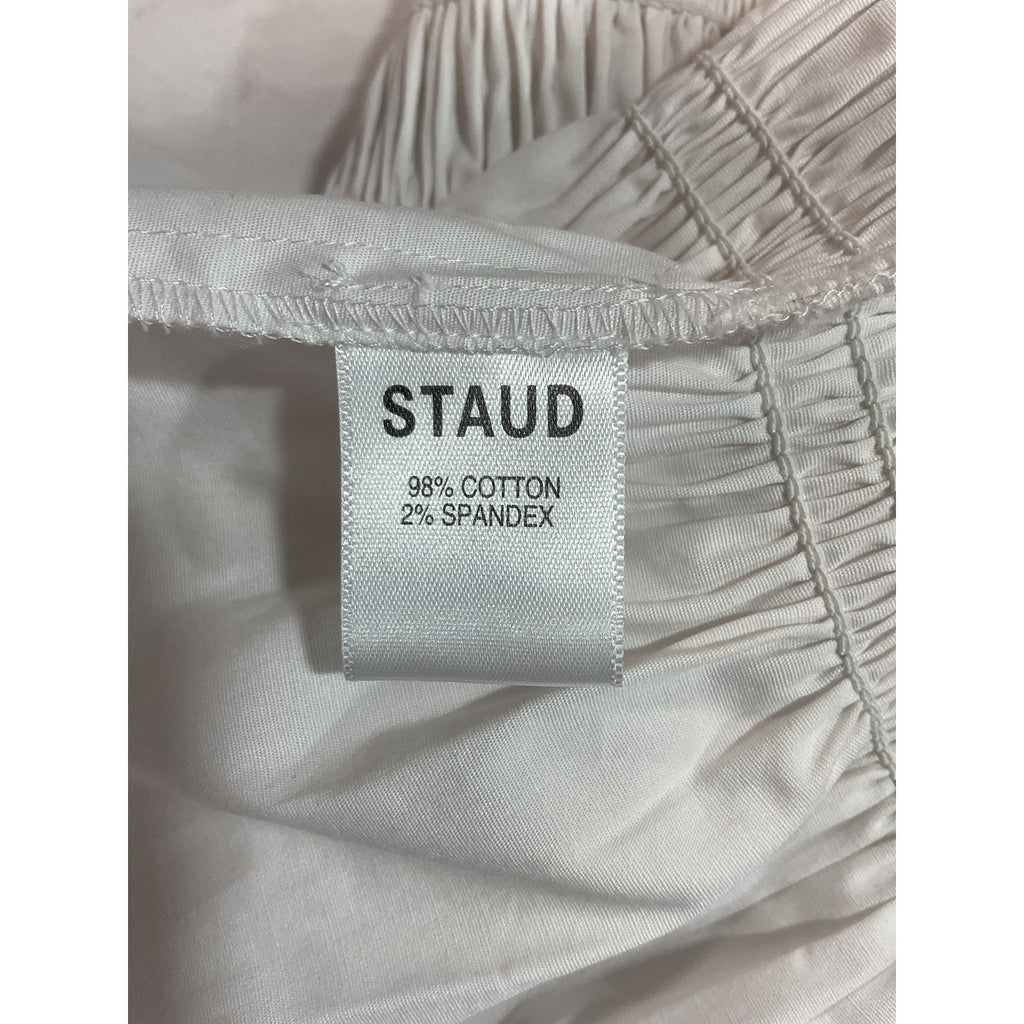 STAUD
98% COTTON
2% SPANDEX